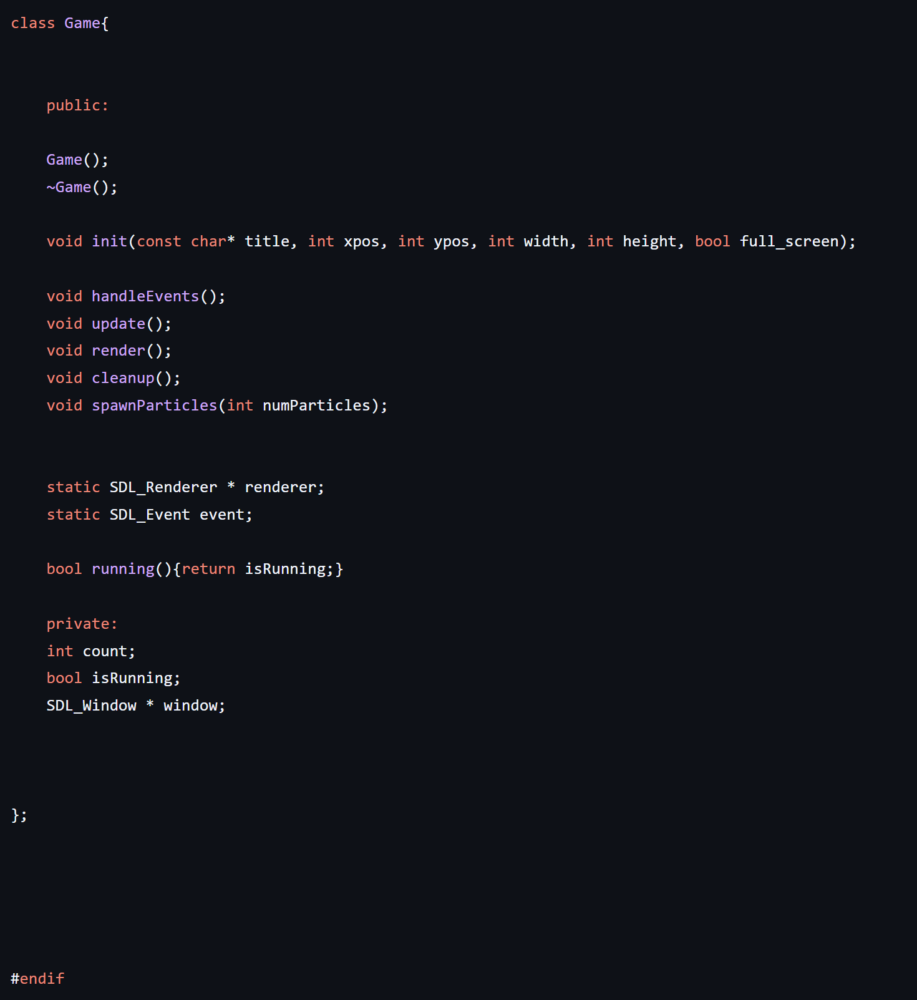 class Game{
public:
Game();
~Game();
void init(const char* title, int xpos, int ypos, int width, int height, bool full_screen);
void handleEvents();
void update();
void render();
void cleanup();
void spawnParticles(int numParticles);
static SDL_Renderer * renderer;
static SDL_Event event;
bool running(){return isRunning;}
private:
int count;
bool isRunning;
SDL_Window * window;
};
#endif